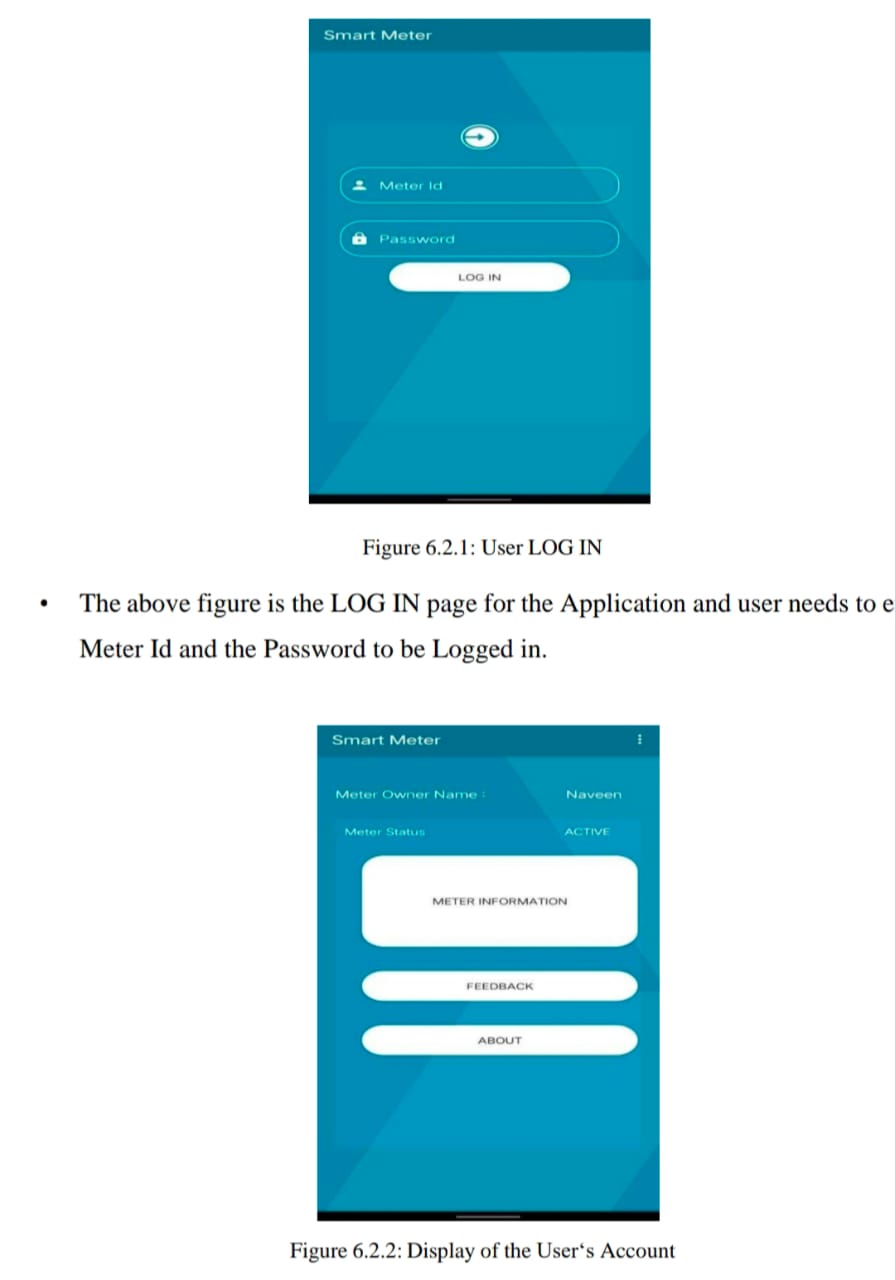 Smart Meter
Meter Id
Password
LOG IN
Figure 6.2.1: User LOG IN
• The above figure is the LOG IN page for the Application and user needs to e
Meter Id and the Password to be Logged in.
Smart Meter
Meter Owner Name : Naveen
Meter Status ACTIVE
METER INFORMATION
FEEDBACK
ABOUT
Figure 6.2.2: Display of the User‘s Account